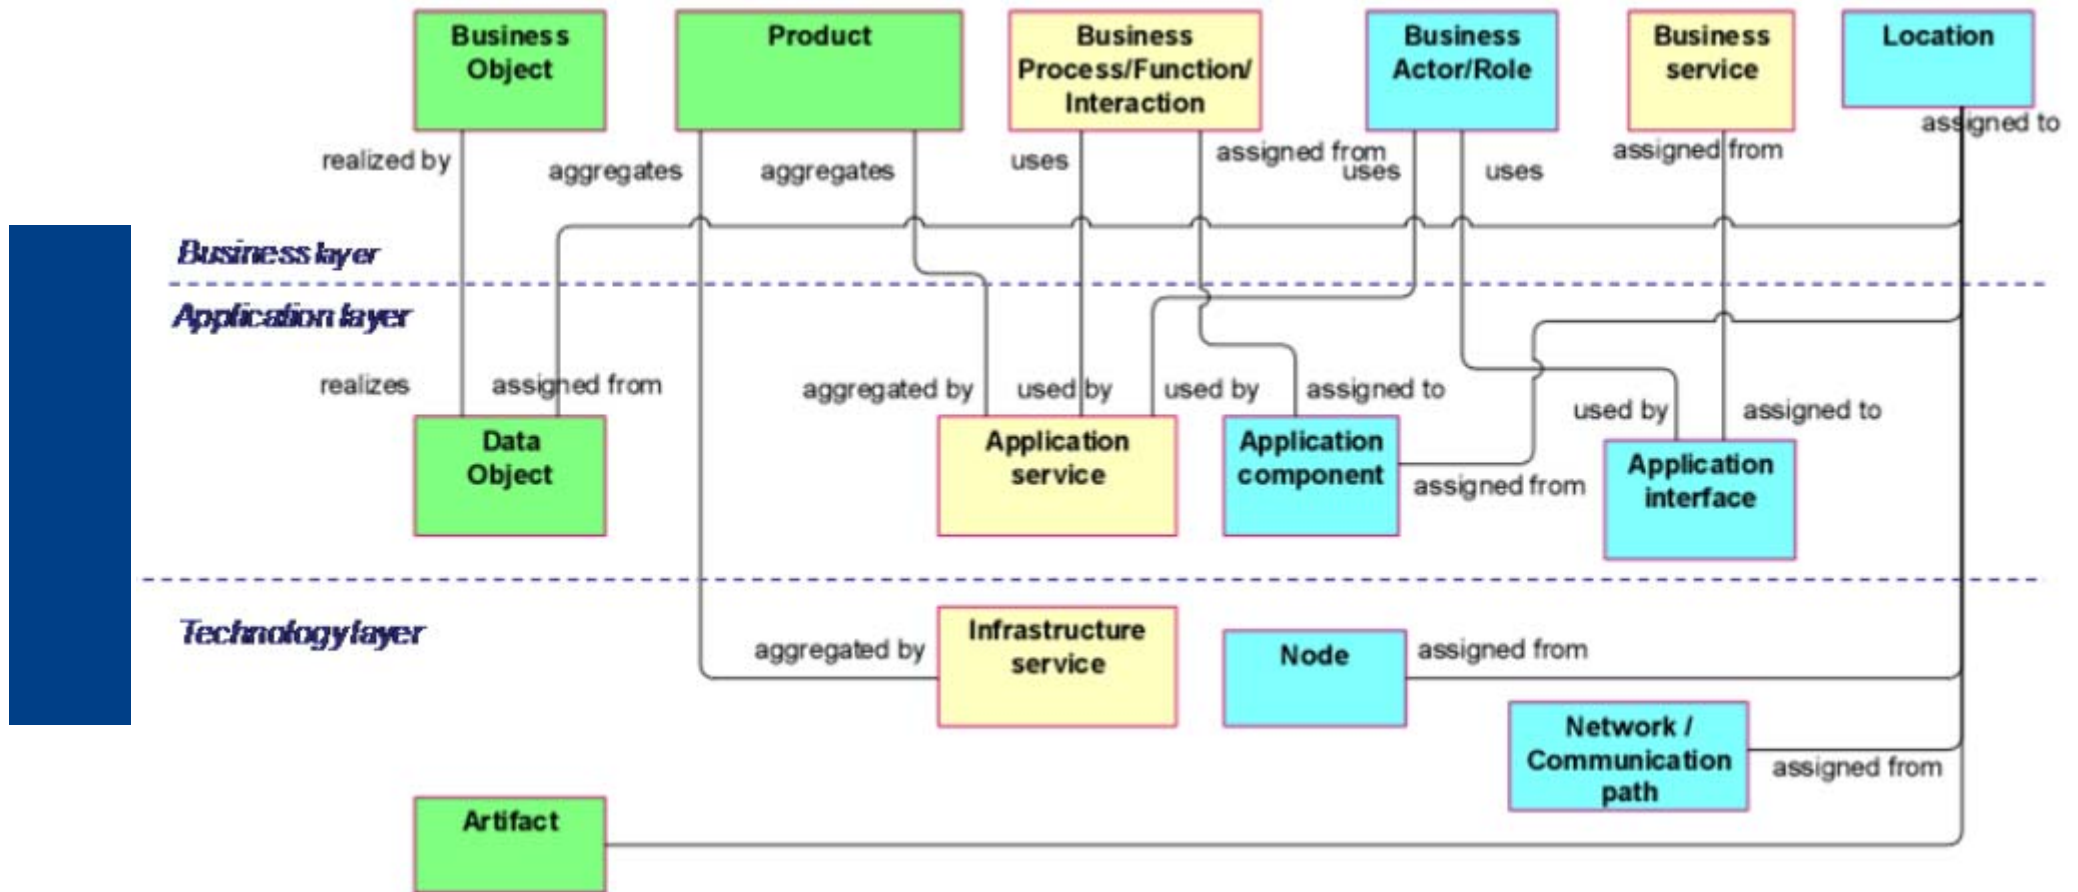 Business
Object
Product
Business
Process/Function/
Interaction
Business
Actor/Role
Business
service
Location
assigned to
realized by
aggregates
aggregates
uses
assigned from
uses
uses
assigned from
Business layer
Application layer
realizes
assigned from
aggregated by
used by
used by
assigned to
used by
assigned to
Data
Object
Application
service
Application
component
assigned from
Application
interface
Technology layer
aggregated by
Infrastructure
service
Node
assigned from
Network /
Communication
path
assigned from
Artifact